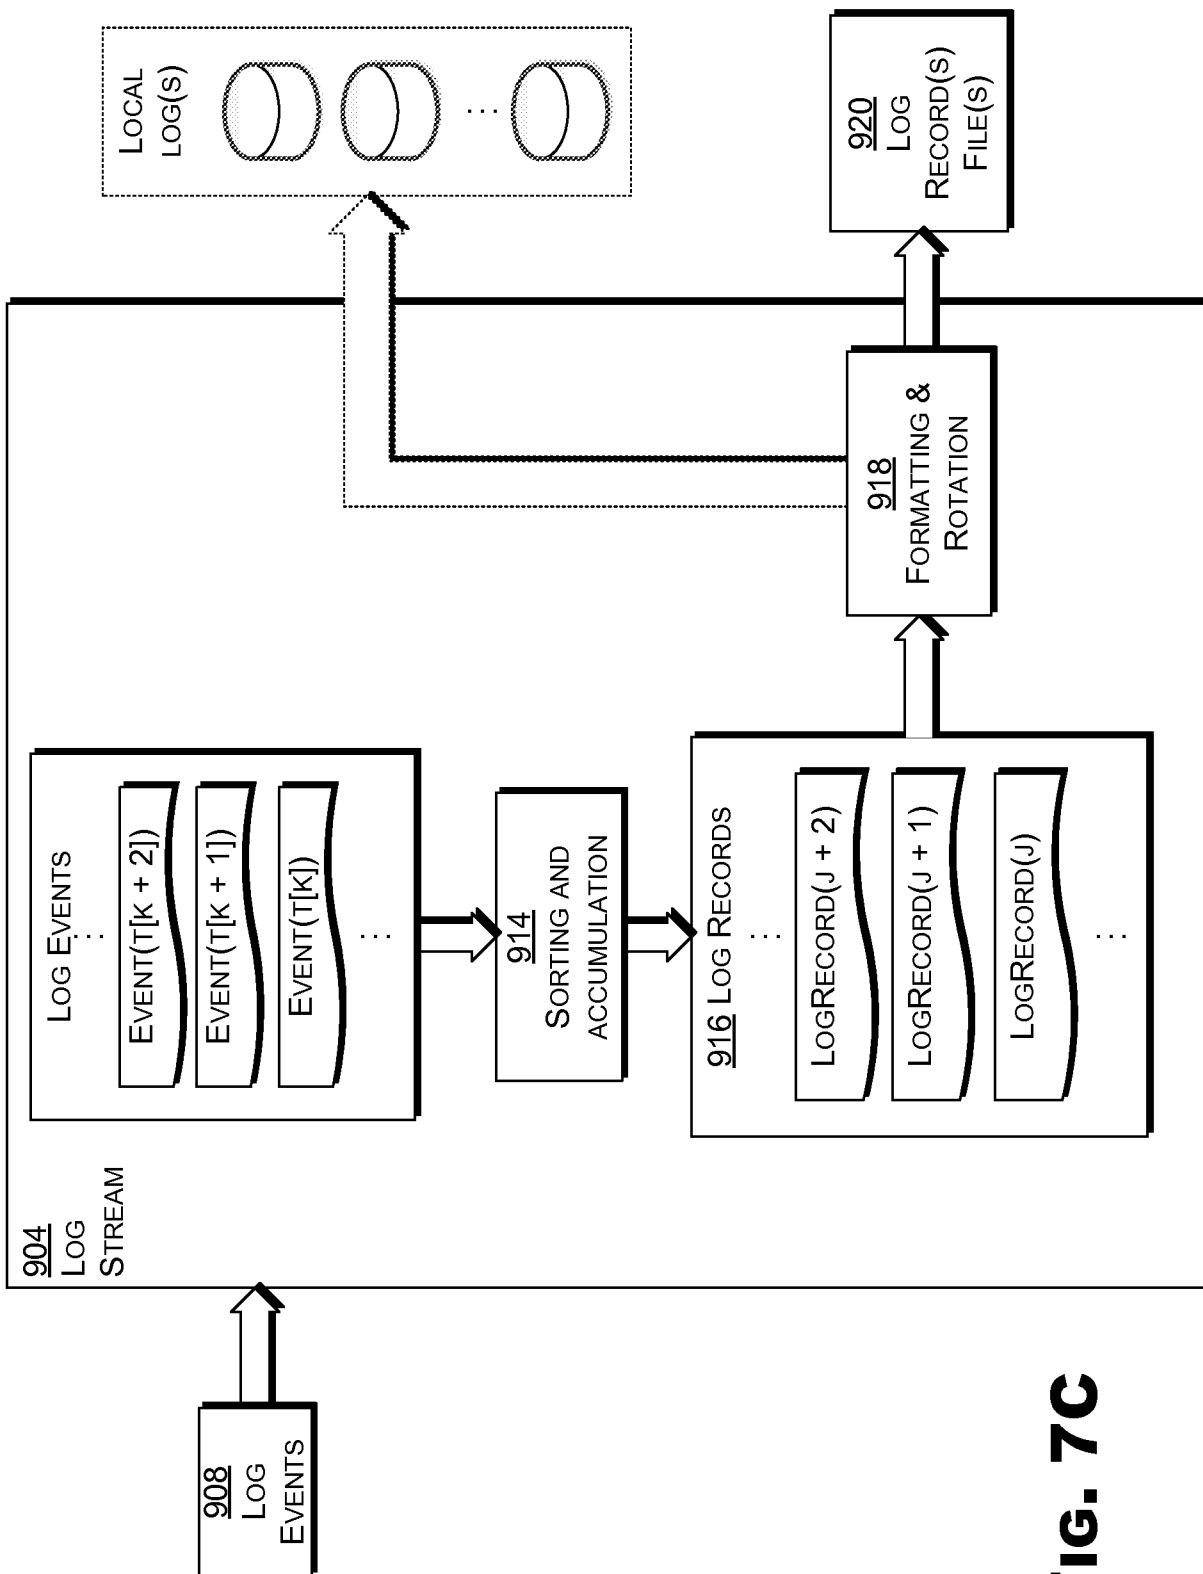 904
LOG
STREAM
LOG EVENTS
...
EVENT(T[K + 2])
EVENT(T[K + 1])
EVENT(T[K])
...
LOCAL
LOG(S)
...
908
LOG
EVENTS
914
SORTING AND
ACCUMULATION
916 LOG RECORDS
...
LOGRECORD(J + 2)
LOGRECORD(J + 1)
LOGRECORD(J)
...
918
FORMATTING &
ROTATION
920
LOG
RECORD(S)
FILE(S)
FIG. 7C